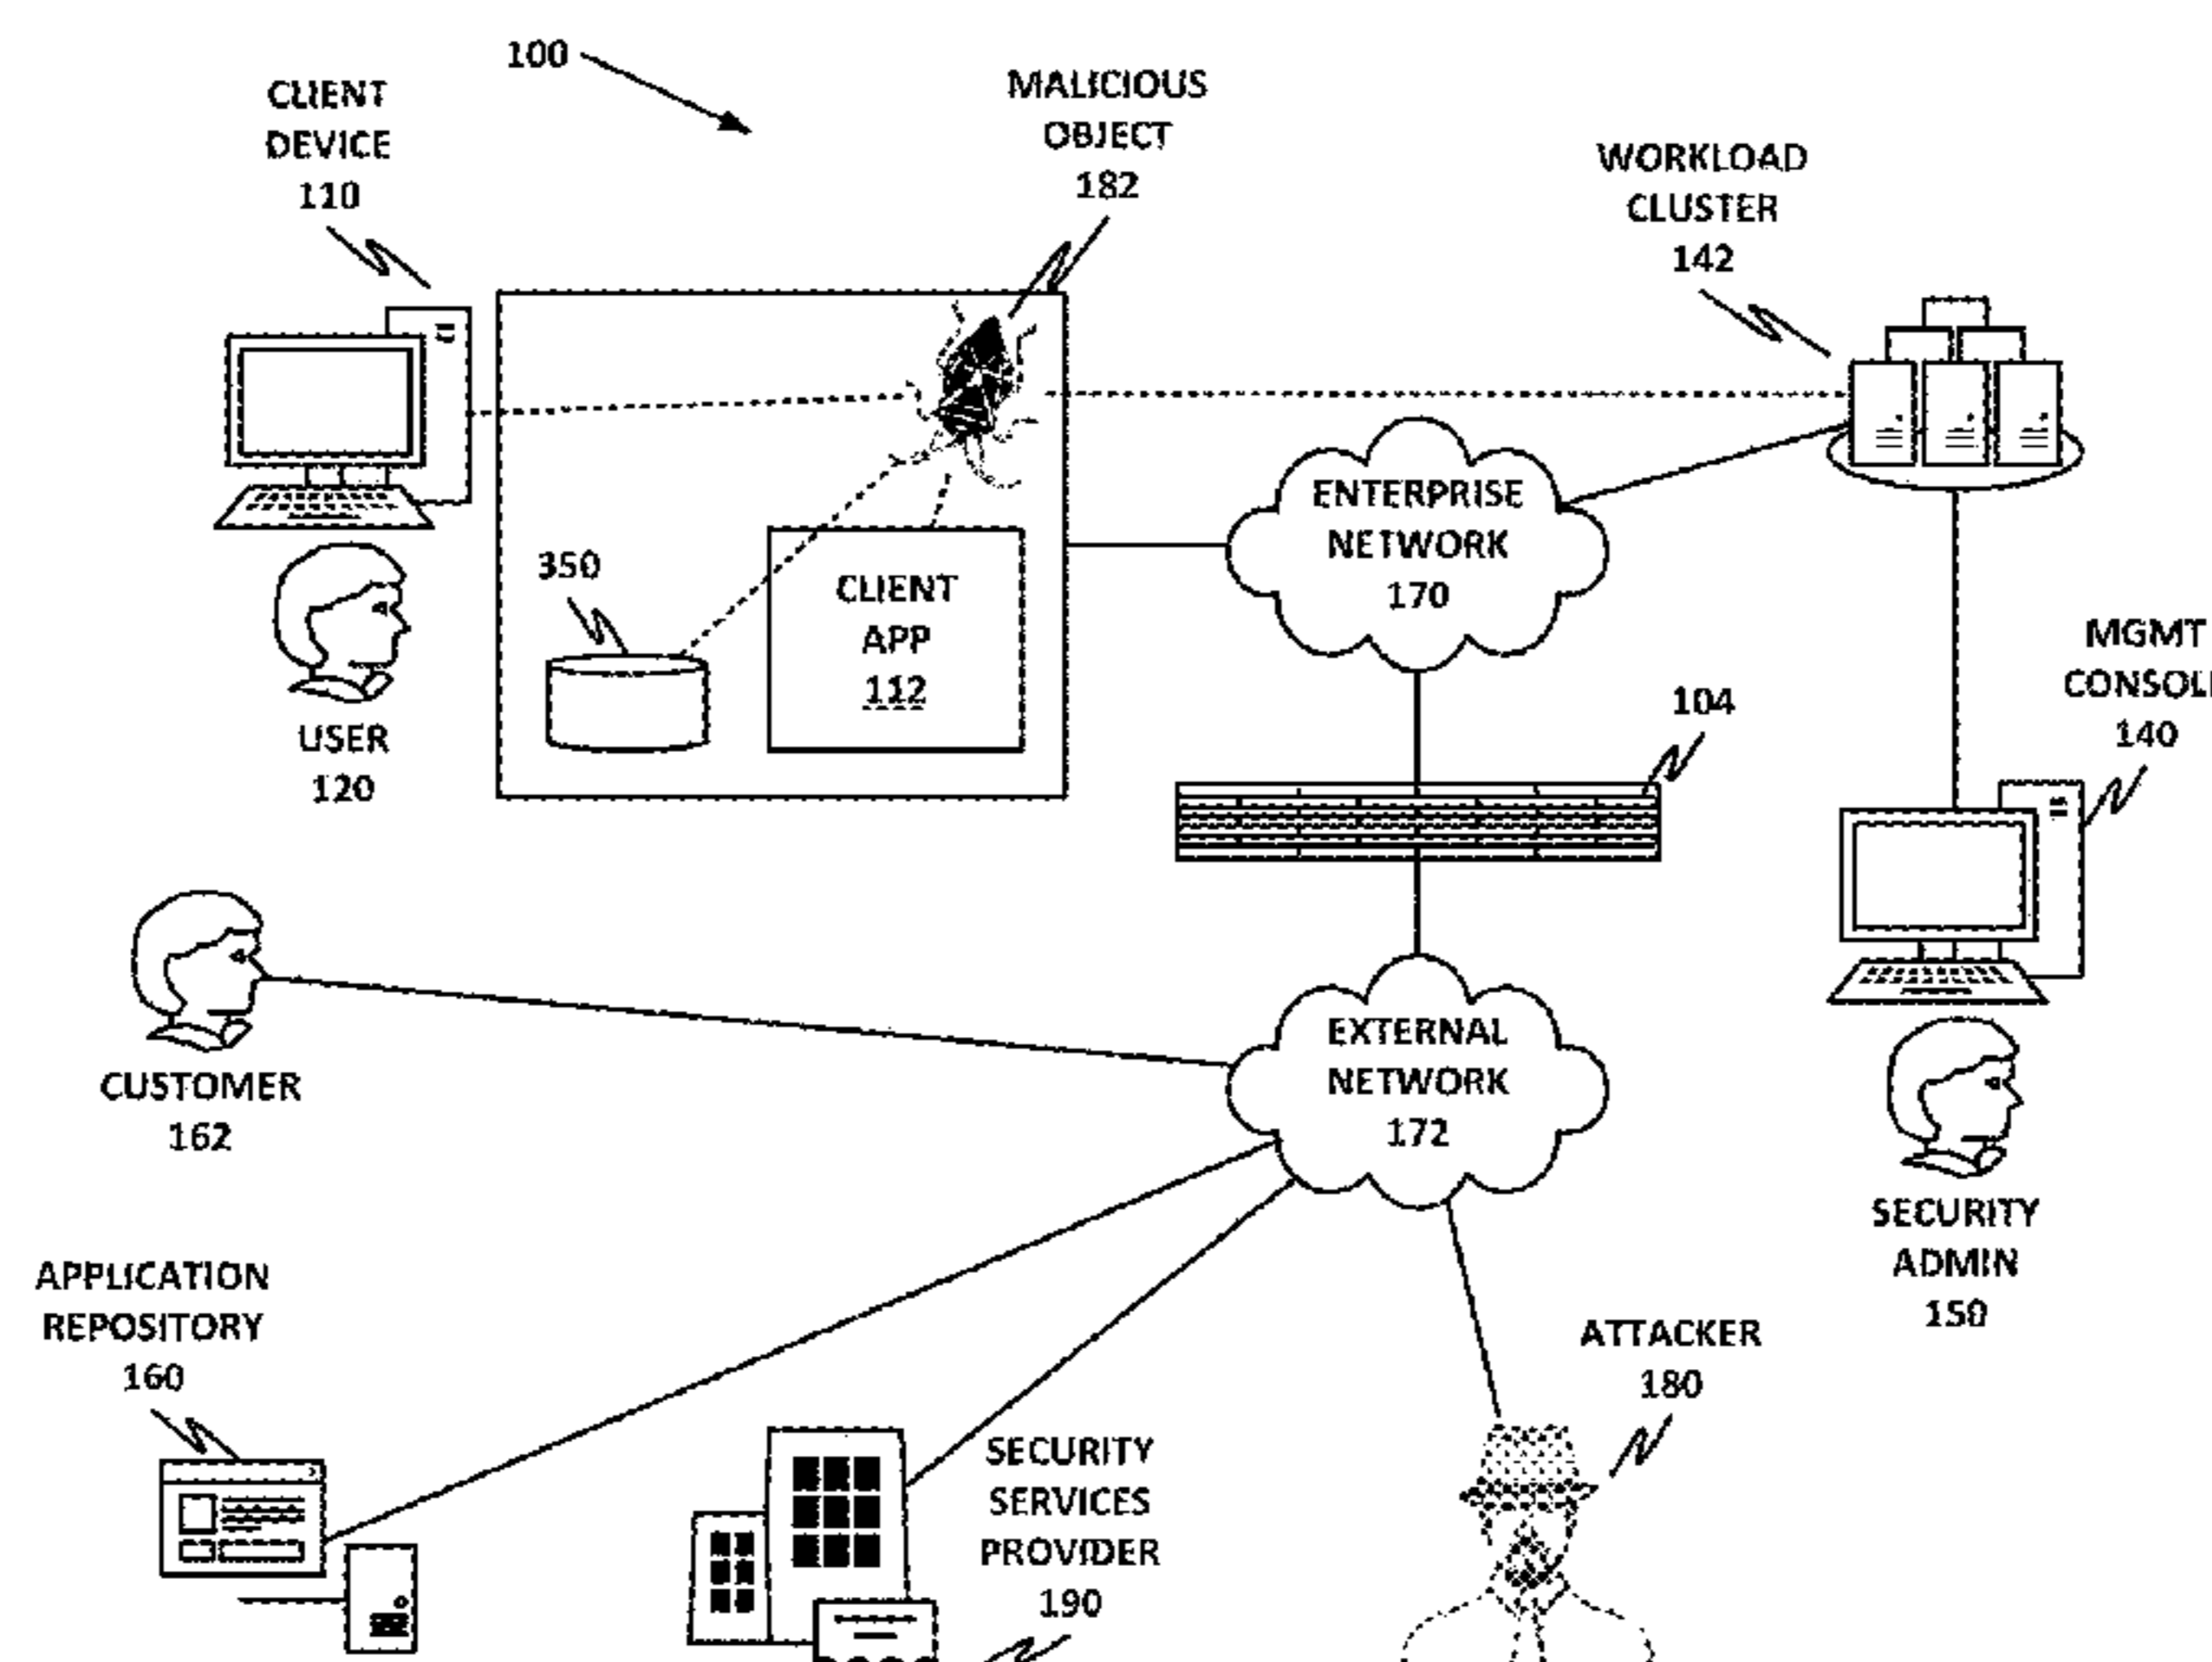 100
CLIENT
DEVICE
110
MALICIOUS
OBJECT
182
WORKLOAD
CLUSTER
142
350
CLIENT
APP
112
ENTERPRISE
NETWORK
170
USER
120
104
MGMT
CONSOL
140
CUSTOMER
162
EXTERNAL
NETWORK
172
SECURITY
ADMIN
150
APPLICATION
REPOSITORY
160
SECURITY
SERVICES
PROVIDER
190
ATTACKER
180